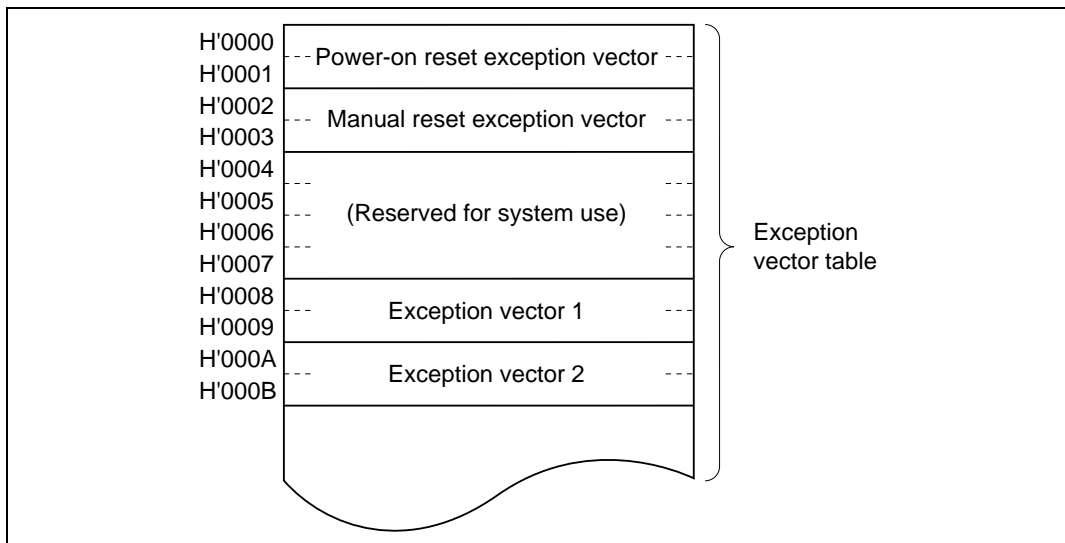 H'0000
H'0001
Power-on reset exception vector
H'0002
H'0003
Manual reset exception vector
H'0004
H'0005
H'0006
H'0007
(Reserved for system use)
H'0008
H'0009
Exception vector 1
H'000A
H'000B
Exception vector 2
Exception
vector table